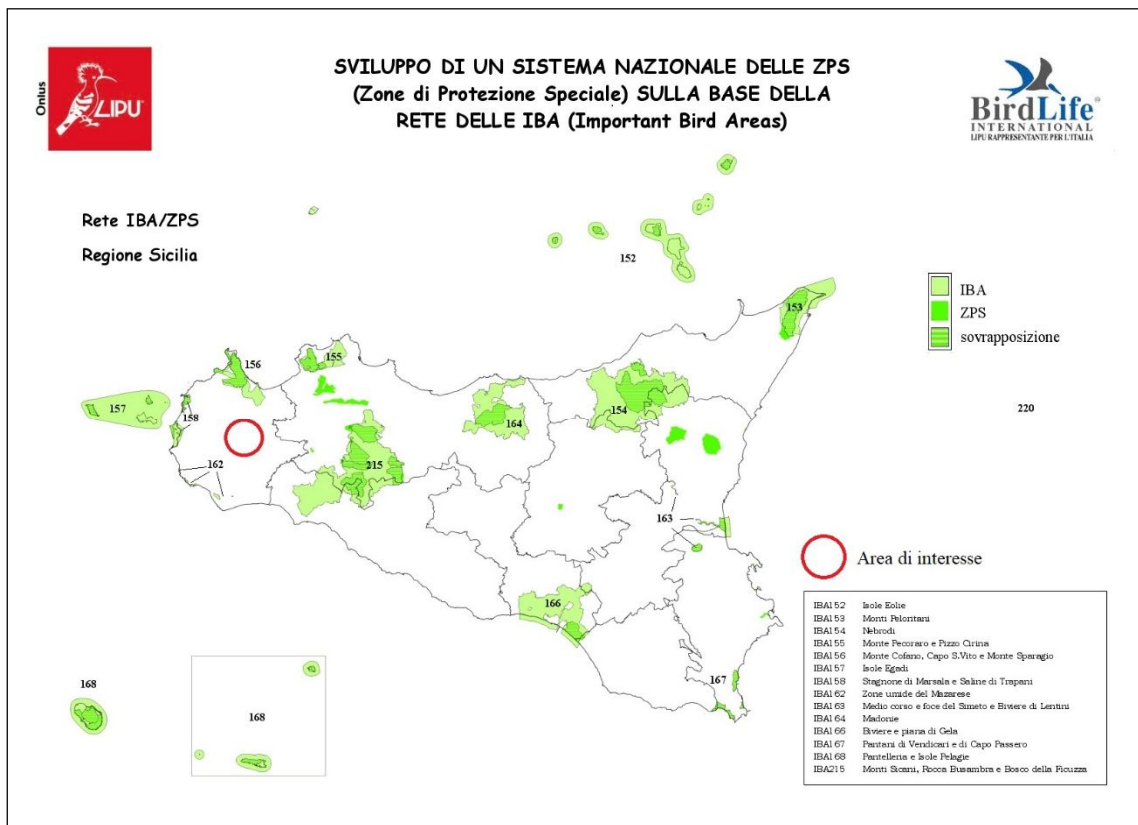 Onlus
LIPU
SVILUPPO DI UN SISTEMA NAZIONALE DELLE ZPS
(Zone di Protezione Speciale) SULLA BASE DELLA
RETE DELLE IBA (Important Bird Areas)
BirdLife
INTERNATIONAL
LIPU RAPPRESENTANTE PER L'ITALIA
Rete IBA/ZPS
Regione Sicilia
152
IBA
ZPS
sovrapposizione
153
155
156
157
158
154
164
220
215
162
163
Area di interesse
166
167
168
168
IBA152 Isole Eolie
IBA153 Monti Peloritani
IBA154 Nebrodi
IBA155 Monte Pecoraro e Pizzo Cirina
IBA156 Monte Cofano, Capo S.Vito e Monte Sparagio
IBA157 Isole Egadi
IBA158 Stagnone di Marsala e Saline di Trapani
IBA162 Zone umide del Mazarese
IBA163 Medio corso e foce del Simeto e Biviere di Lentini
IBA164 Madonie
IBA166 Biviere e piana di Gela
IBA167 Pantani di Vendicari e di Capo Passero
IBA168 Pantelleria e Isole Pelagie
IBA215 Monti Sicani, Rocca Busambra e Bosco della Ficuzza